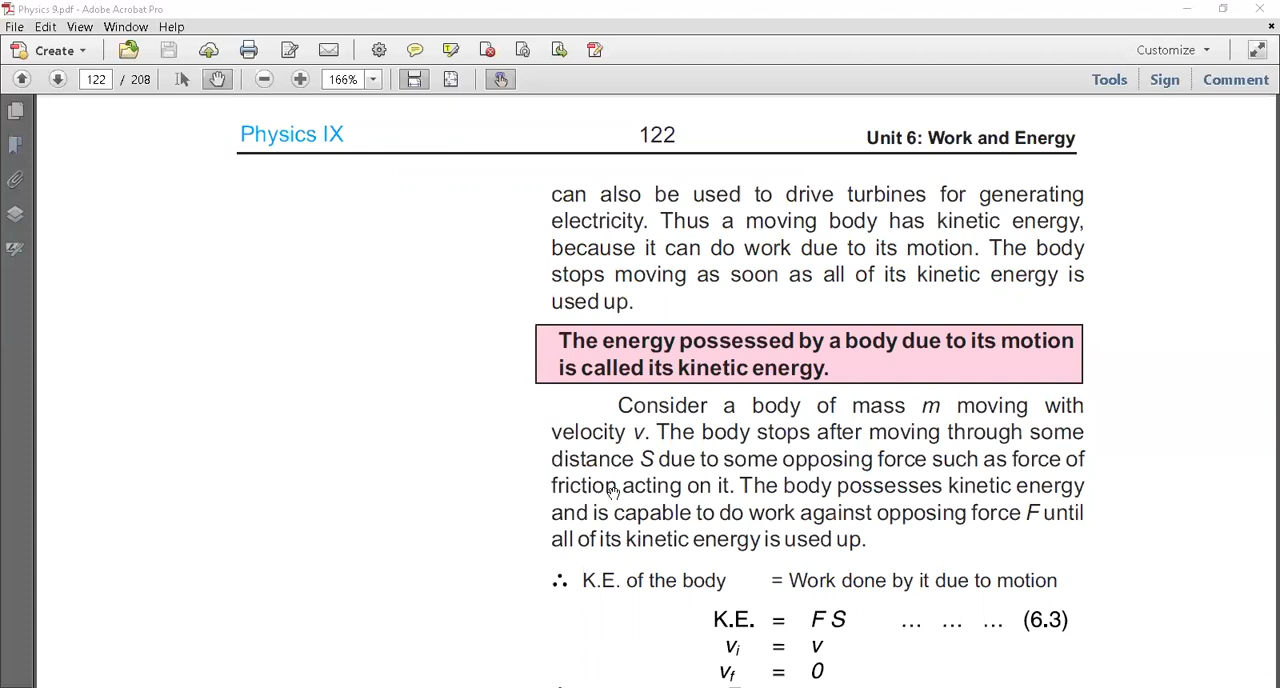 Physics 9.pdf - Adobe Acrobat Pro
File Edit View Window Help
Create Customize
122 / 208 166% Tools Sign Comment
Physics IX 122 Unit 6: Work and Energy
can also be used to drive turbines for generating
electricity. Thus a moving body has kinetic energy,
because it can do work due to its motion. The body
stops moving as soon as all of its kinetic energy is
used up.
The energy possessed by a body due to its motion
is called its kinetic energy.
Consider a body of mass m moving with
velocity v. The body stops after moving through some
distance S due to some opposing force such as force of
friction acting on it. The body possesses kinetic energy
and is capable to do work against opposing force F until
all of its kinetic energy is used up.
∴ K.E. of the body = Work done by it due to motion
K.E. = F S ... ... ... (6.3)
vi = v
vf = 0